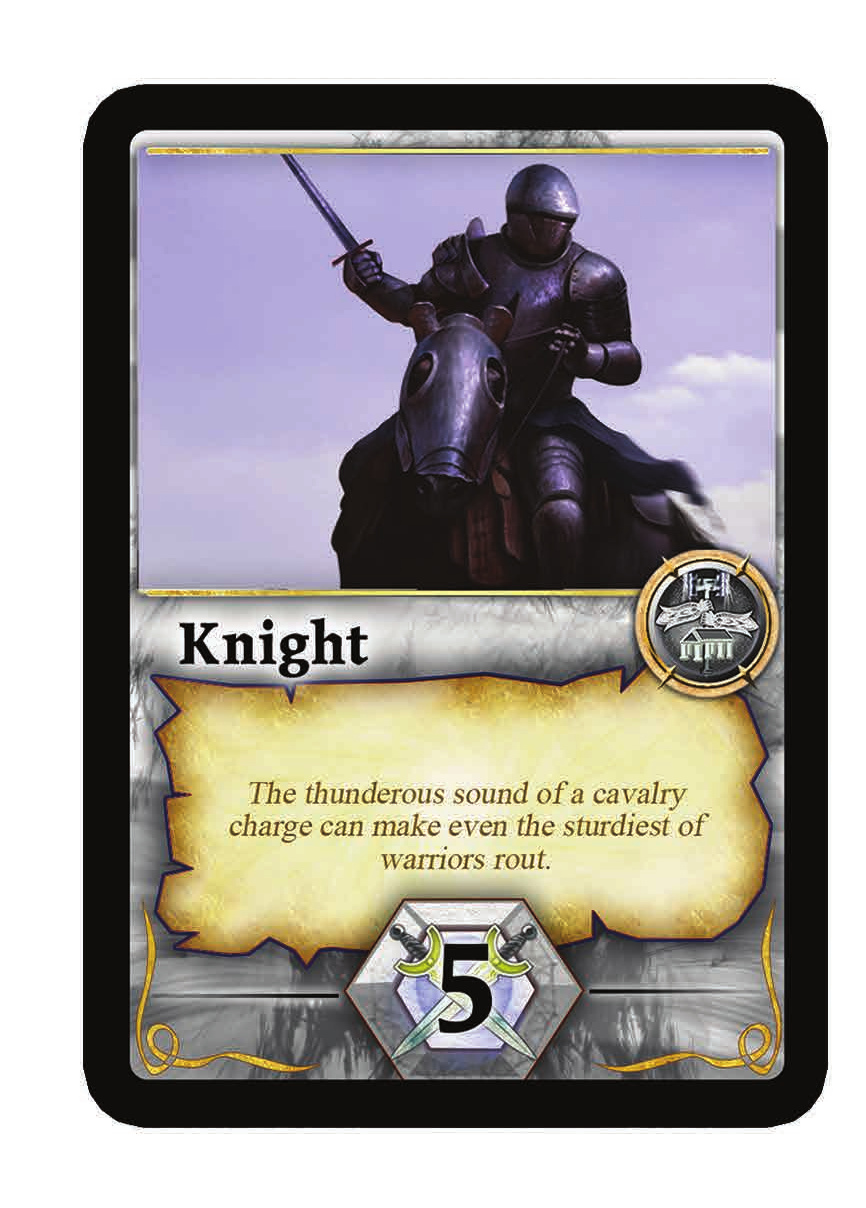 Knight
The thunderous sound of a cavalry
charge can make even the sturdiest of
warriors rout.
5